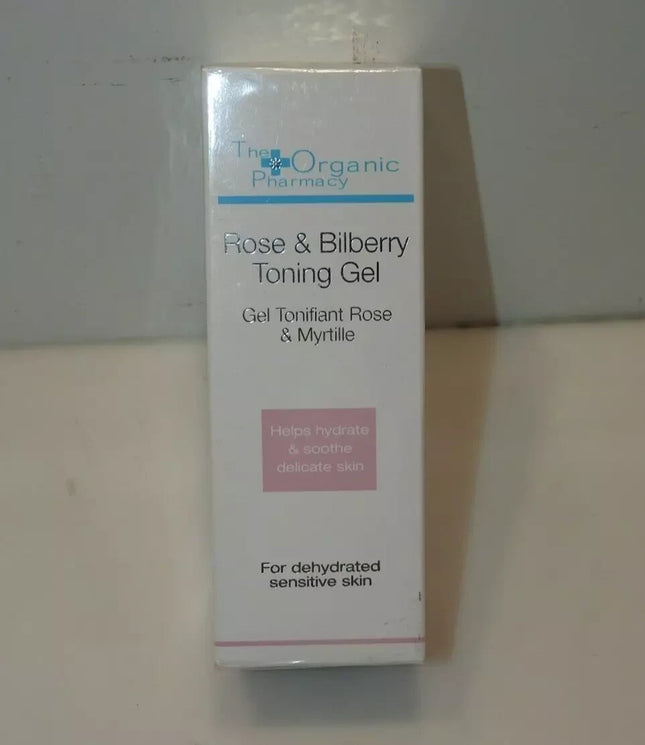 The Organic
Pharmacy
Rose & Bilberry
Toning Gel
Gel Tonifiant Rose
& Myrtille
Helps hydrate
& soothe
delicate skin
For dehydrated
sensitive skin